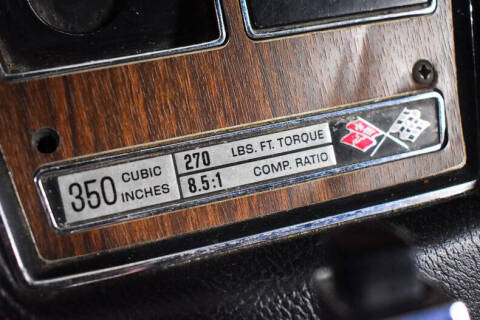 350 CUBIC INCHES
270 LBS. FT. TORQUE
8.5:1 COMP. RATIO